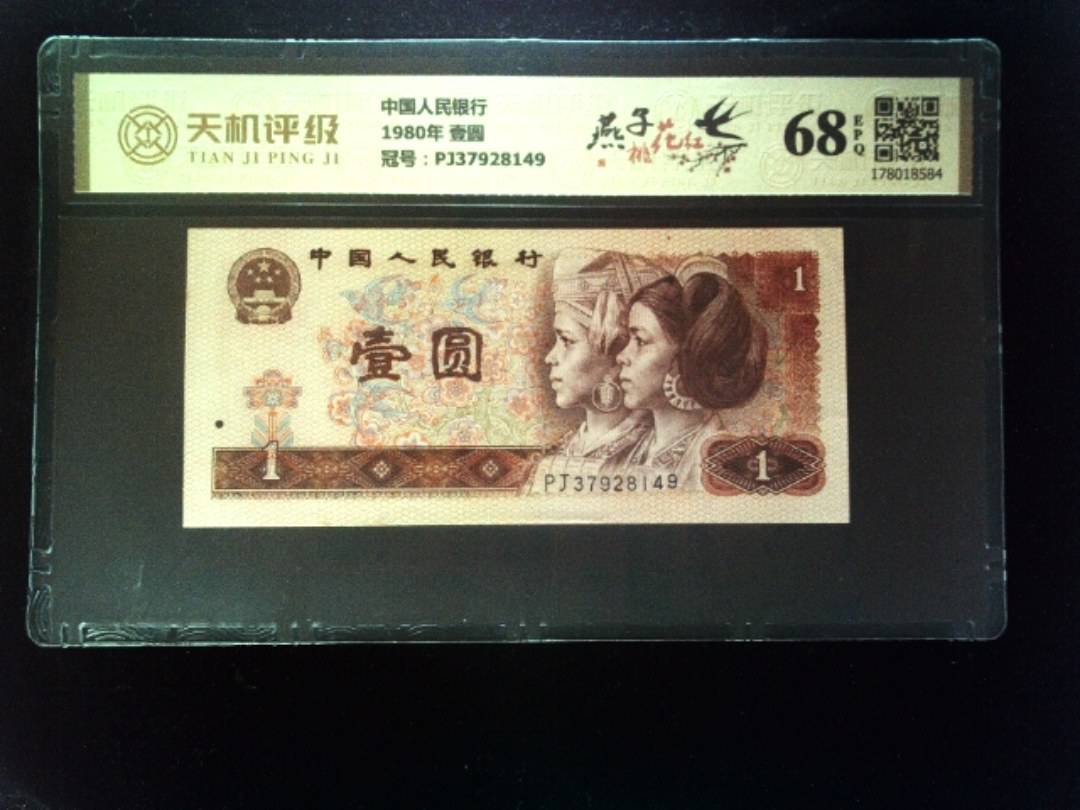 天机评级
TIAN JI PING JI
中国人民银行
1980年 壹圆
冠号：PJ37928149
燕子
桃花红
68 EPQ
178018584
中国人民银行
1
壹圆
1
PJ37928149
1